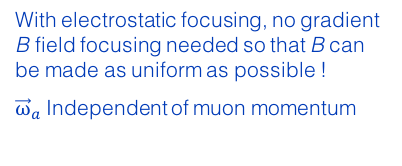 With electrostatic focusing, no gradient
B field focusing needed so that B can
be made as uniform as possible !
ω⃗ₐ Independent of muon momentum